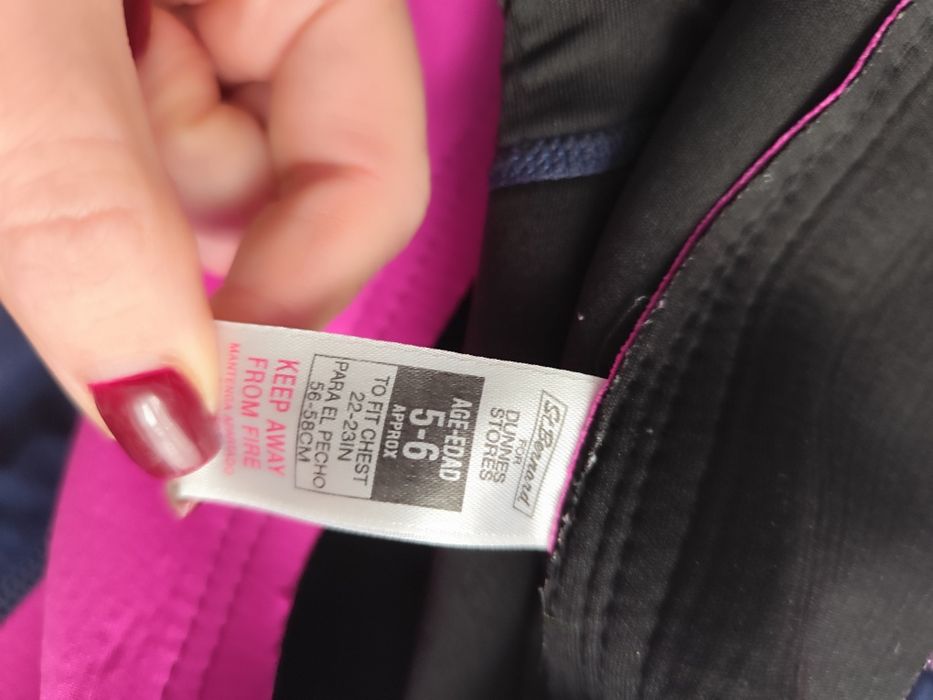 St. Bernard
FOR
DUNNES
STORES
AGE-EDAD
5-6
APPROX
TO FIT CHEST
22-23IN
PARA EL PECHO
56-58CM
KEEP AWAY
FROM FIRE